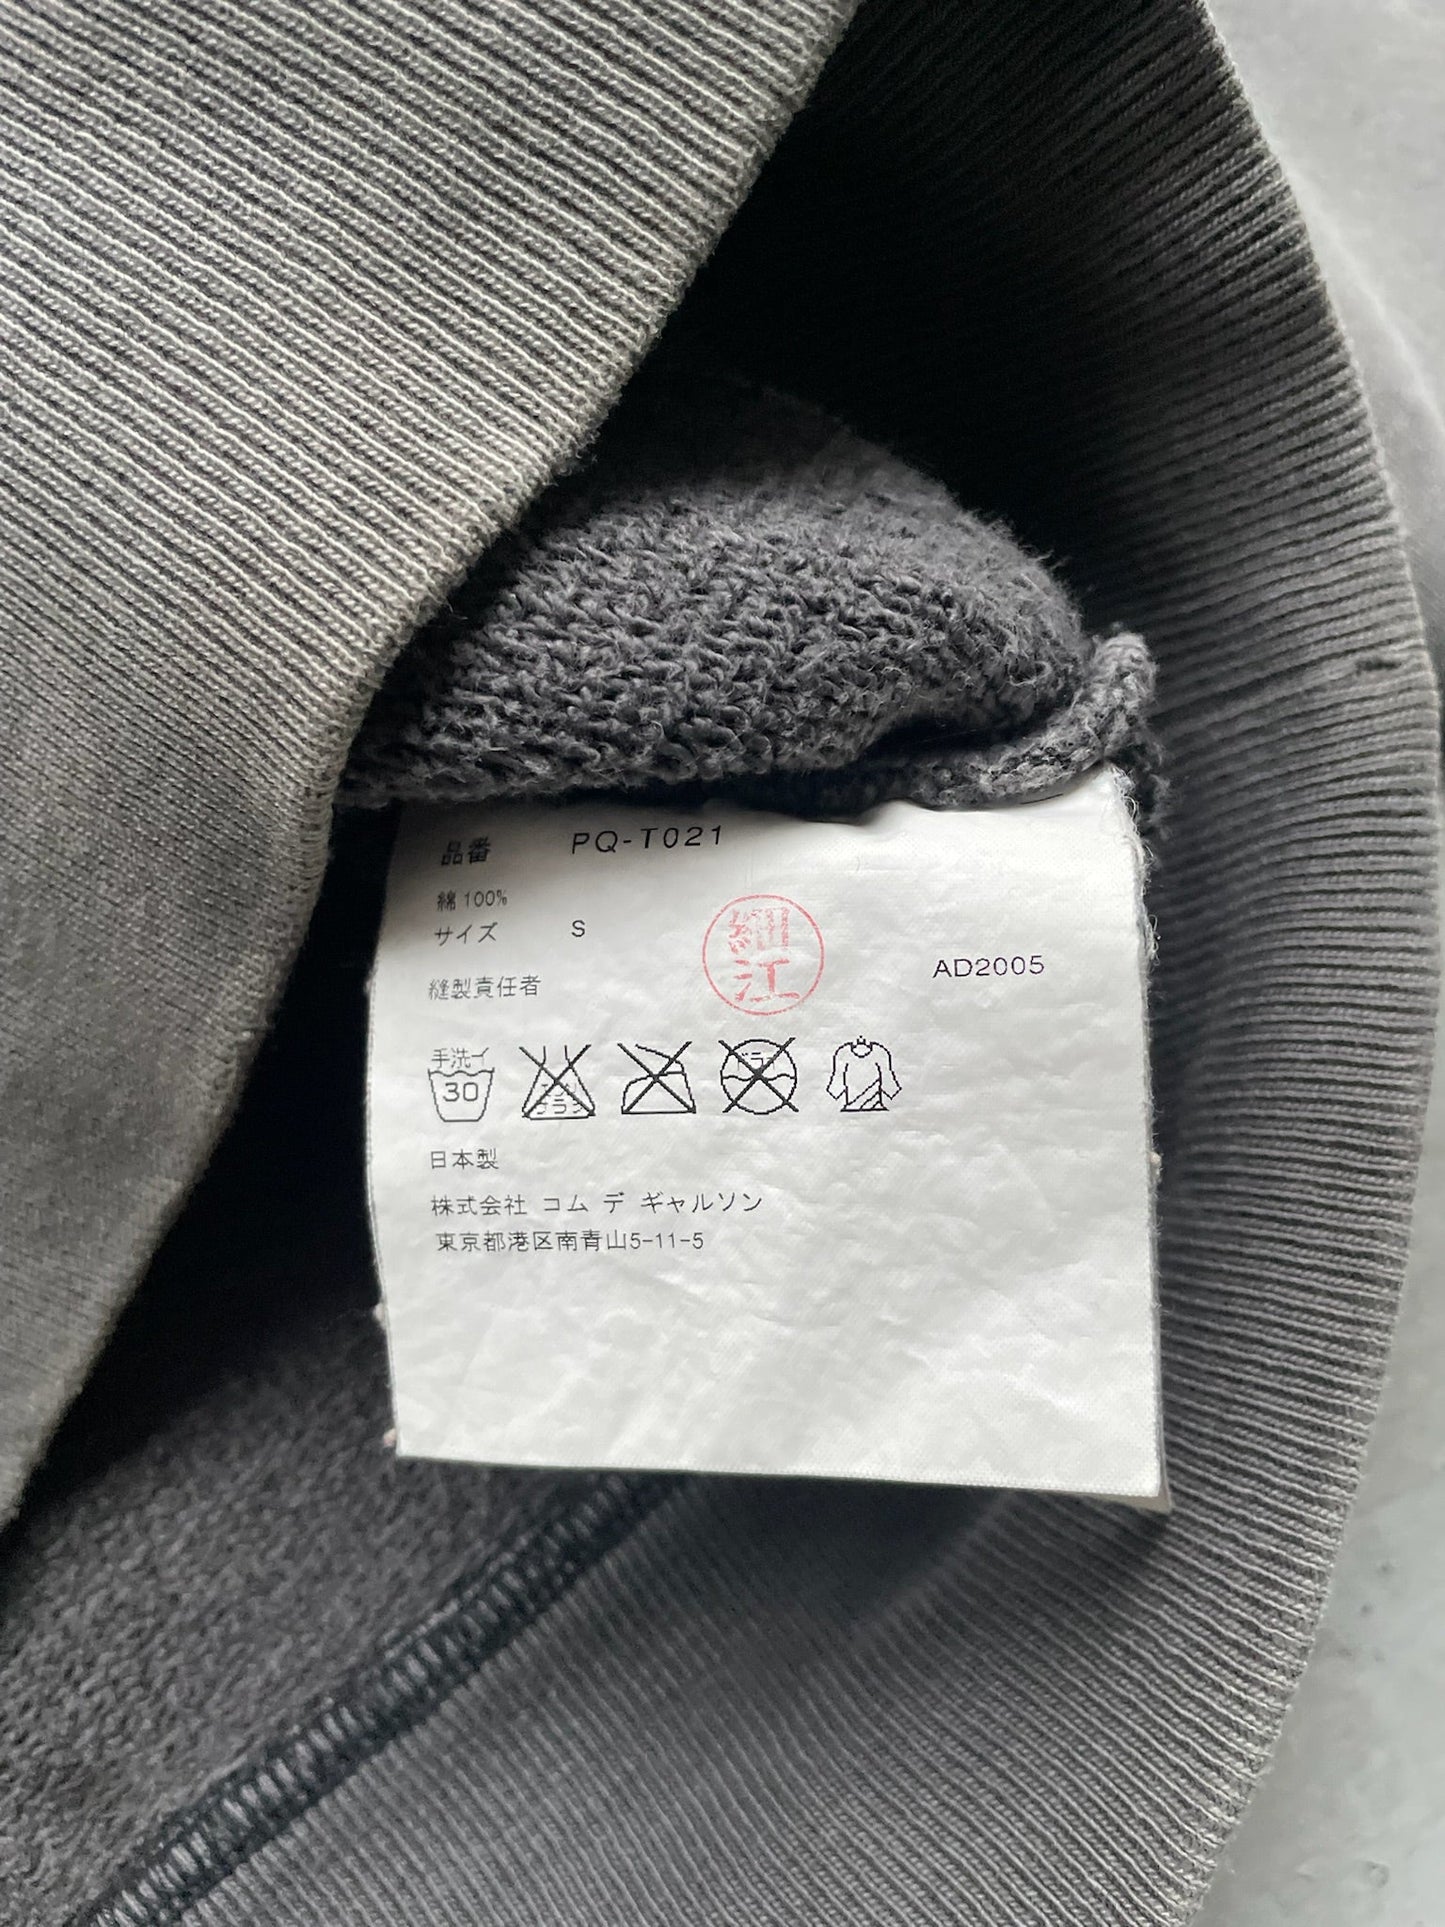 品番 PQ-T021
綿 100%
サイズ S
細江
縫製責任者
AD2005
手洗イ
30
日本製
株式会社 コム デ ギャルソン
東京都港区南青山5-11-5